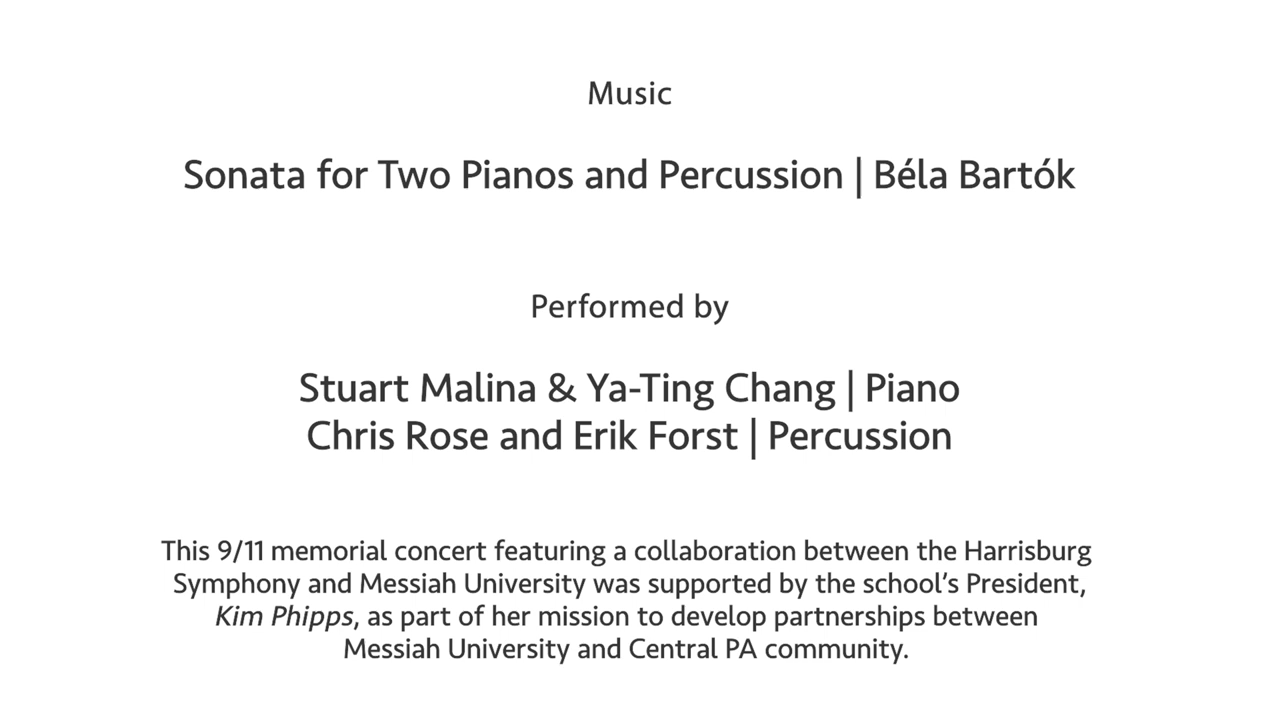 Music
Sonata for Two Pianos and Percussion | Béla Bartók
Performed by
Stuart Malina & Ya-Ting Chang | Piano
Chris Rose and Erik Forst | Percussion
This 9/11 memorial concert featuring a collaboration between the Harrisburg
Symphony and Messiah University was supported by the school's President,
Kim Phipps, as part of her mission to develop partnerships between
Messiah University and Central PA community.